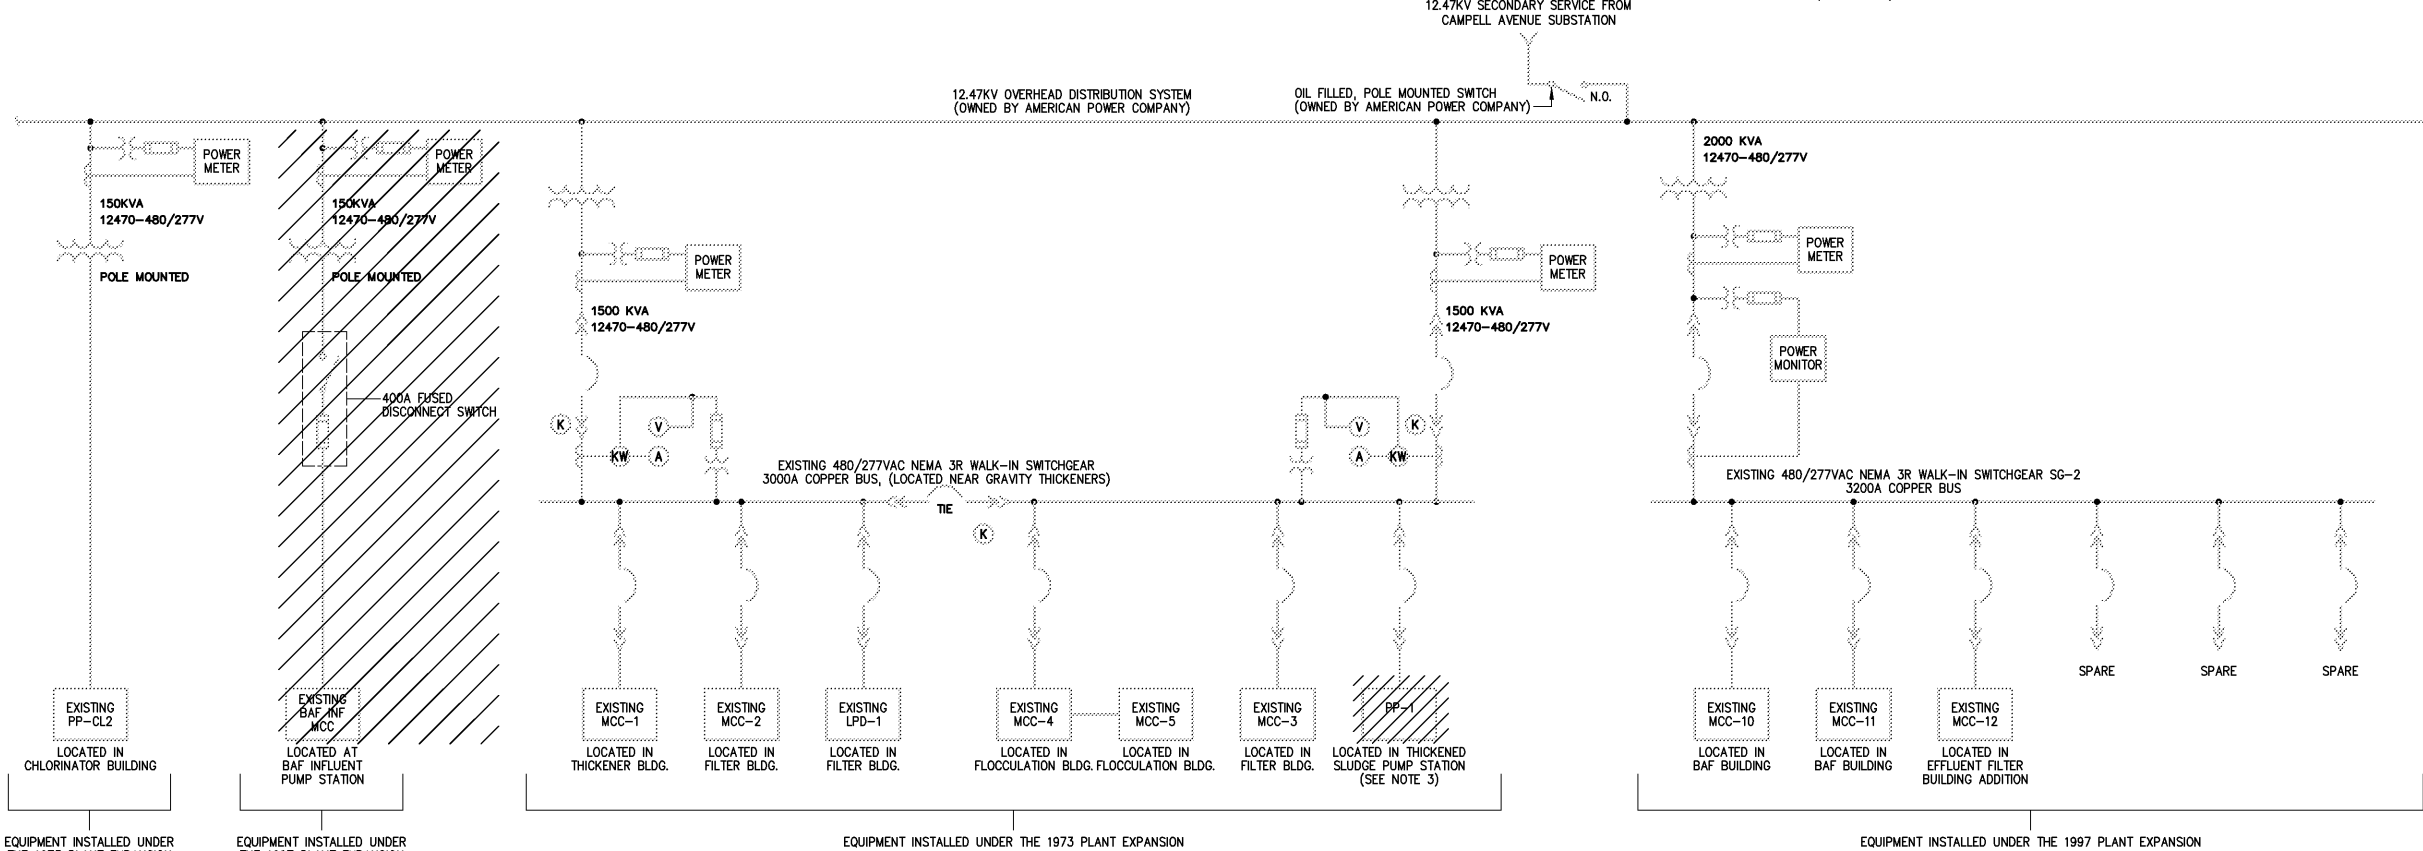 12.47KV SECONDARY SERVICE FROM
CAMPELL AVENUE SUBSTATION
12.47KV OVERHEAD DISTRIBUTION SYSTEM
(OWNED BY AMERICAN POWER COMPANY)
OIL FILLED, POLE MOUNTED SWITCH
(OWNED BY AMERICAN POWER COMPANY)
N.O.
POWER
METER
150KVA
12470-480/277V
POLE MOUNTED
POWER
METER
150KVA
12470-480/277V
POLE MOUNTED
400A FUSED
DISCONNECT SWITCH
POWER
METER
1500 KVA
12470-480/277V
K
V
KW
A
POWER
METER
1500 KVA
12470-480/277V
V
K
A
KW
2000 KVA
12470-480/277V
POWER
METER
POWER
MONITOR
EXISTING 480/277VAC NEMA 3R WALK-IN SWITCHGEAR
3000A COPPER BUS, (LOCATED NEAR GRAVITY THICKENERS)
TIE
K
EXISTING 480/277VAC NEMA 3R WALK-IN SWITCHGEAR SG-2
3200A COPPER BUS
EXISTING
PP-CL2
LOCATED IN
CHLORINATOR BUILDING
EXISTING
BAF INF
MCC
LOCATED AT
BAF INFLUENT
PUMP STATION
EXISTING
MCC-1
LOCATED IN
THICKENER BLDG.
EXISTING
MCC-2
LOCATED IN
FILTER BLDG.
EXISTING
LPD-1
LOCATED IN
FILTER BLDG.
EXISTING
MCC-4
LOCATED IN
FLOCCULATION BLDG.
EXISTING
MCC-5
LOCATED IN
FLOCCULATION BLDG.
EXISTING
MCC-3
LOCATED IN
FILTER BLDG.
PP-1
LOCATED IN THICKENED
SLUDGE PUMP STATION
(SEE NOTE 3)
EXISTING
MCC-10
LOCATED IN
BAF BUILDING
EXISTING
MCC-11
LOCATED IN
BAF BUILDING
EXISTING
MCC-12
LOCATED IN
EFFLUENT FILTER
BUILDING ADDITION
SPARE
SPARE
SPARE
EQUIPMENT INSTALLED UNDER
EQUIPMENT INSTALLED UNDER
EQUIPMENT INSTALLED UNDER THE 1973 PLANT EXPANSION
EQUIPMENT INSTALLED UNDER THE 1997 PLANT EXPANSION